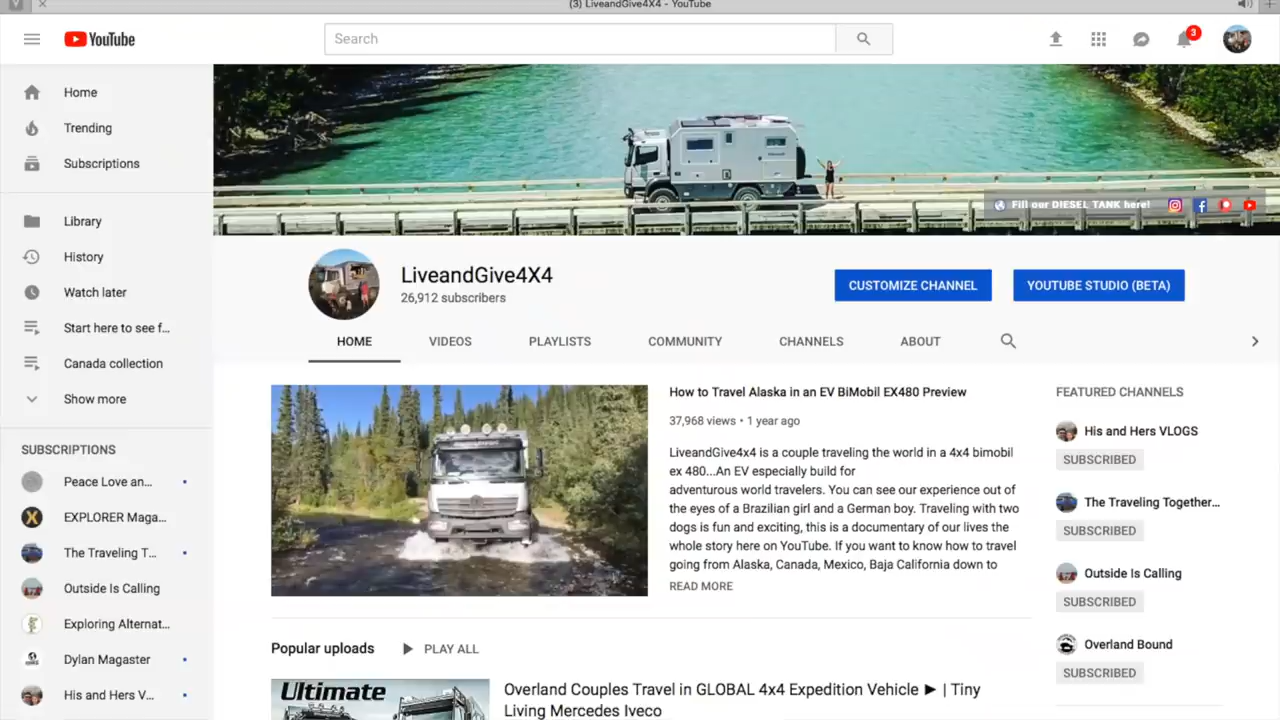 (3) LiveandGive4X4 - YouTube
YouTube
Search
3
Home
Trending
Subscriptions
Library
History
Watch later
Start here to see f...
Canada collection
Show more
SUBSCRIPTIONS
Peace Love an...
EXPLORER Maga...
The Traveling T...
Outside Is Calling
Exploring Alternat...
Dylan Magaster
His and Hers V...
Fill our DIESEL TANK here!
LiveandGive4X4
26,912 subscribers
CUSTOMIZE CHANNEL
YOUTUBE STUDIO (BETA)
HOME
VIDEOS
PLAYLISTS
COMMUNITY
CHANNELS
ABOUT
How to Travel Alaska in an EV BiMobil EX480 Preview
37,968 views • 1 year ago
LiveandGive4x4 is a couple traveling the world in a 4x4 bimobil
ex 480...An EV especially build for
adventurous world travelers. You can see our experience out of
the eyes of a Brazilian girl and a German boy. Traveling with two
dogs is fun and exciting, this is a documentary of our lives the
whole story here on YouTube. If you want to know how to travel
going from Alaska, Canada, Mexico, Baja California down to
READ MORE
FEATURED CHANNELS
His and Hers VLOGS
SUBSCRIBED
The Traveling Together...
SUBSCRIBED
Outside Is Calling
SUBSCRIBED
Overland Bound
SUBSCRIBED
Popular uploads
PLAY ALL
Ultimate
Overland Couples Travel in GLOBAL 4x4 Expedition Vehicle ► | Tiny
Living Mercedes Iveco